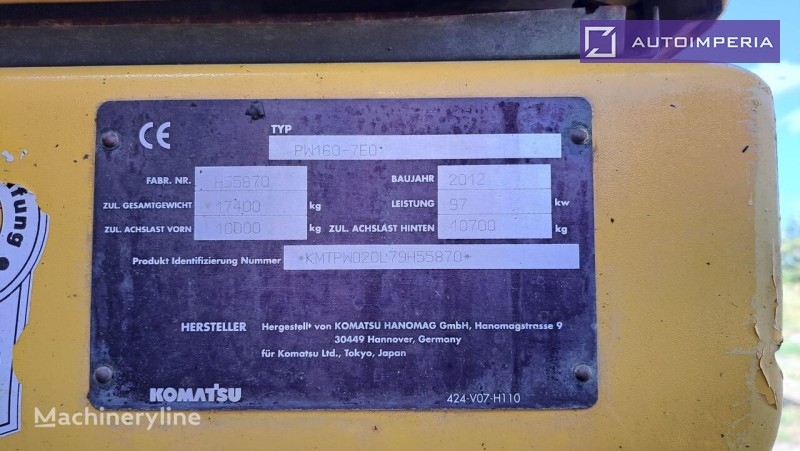 AUTOIMPERIA
CE
TYP
PW160-7E0
FABR. NR. H55870 BAUJAHR 2012
ZUL. GESAMTGEWICHT 17400 kg LEISTUNG 97 kw
ZUL. ACHSLAST VORN 10000 kg ZUL. ACHSLAST HINTEN 10700 kg
Produkt Identifizierung Nummer *KMTPW020L79H55870*
HERSTELLER Hergestellt von KOMATSU HANOMAG GmbH, Hanomagstrasse 9
30449 Hannover, Germany
für Komatsu Ltd., Tokyo, Japan
KOMATSU
424-V07-H110
Machineryline